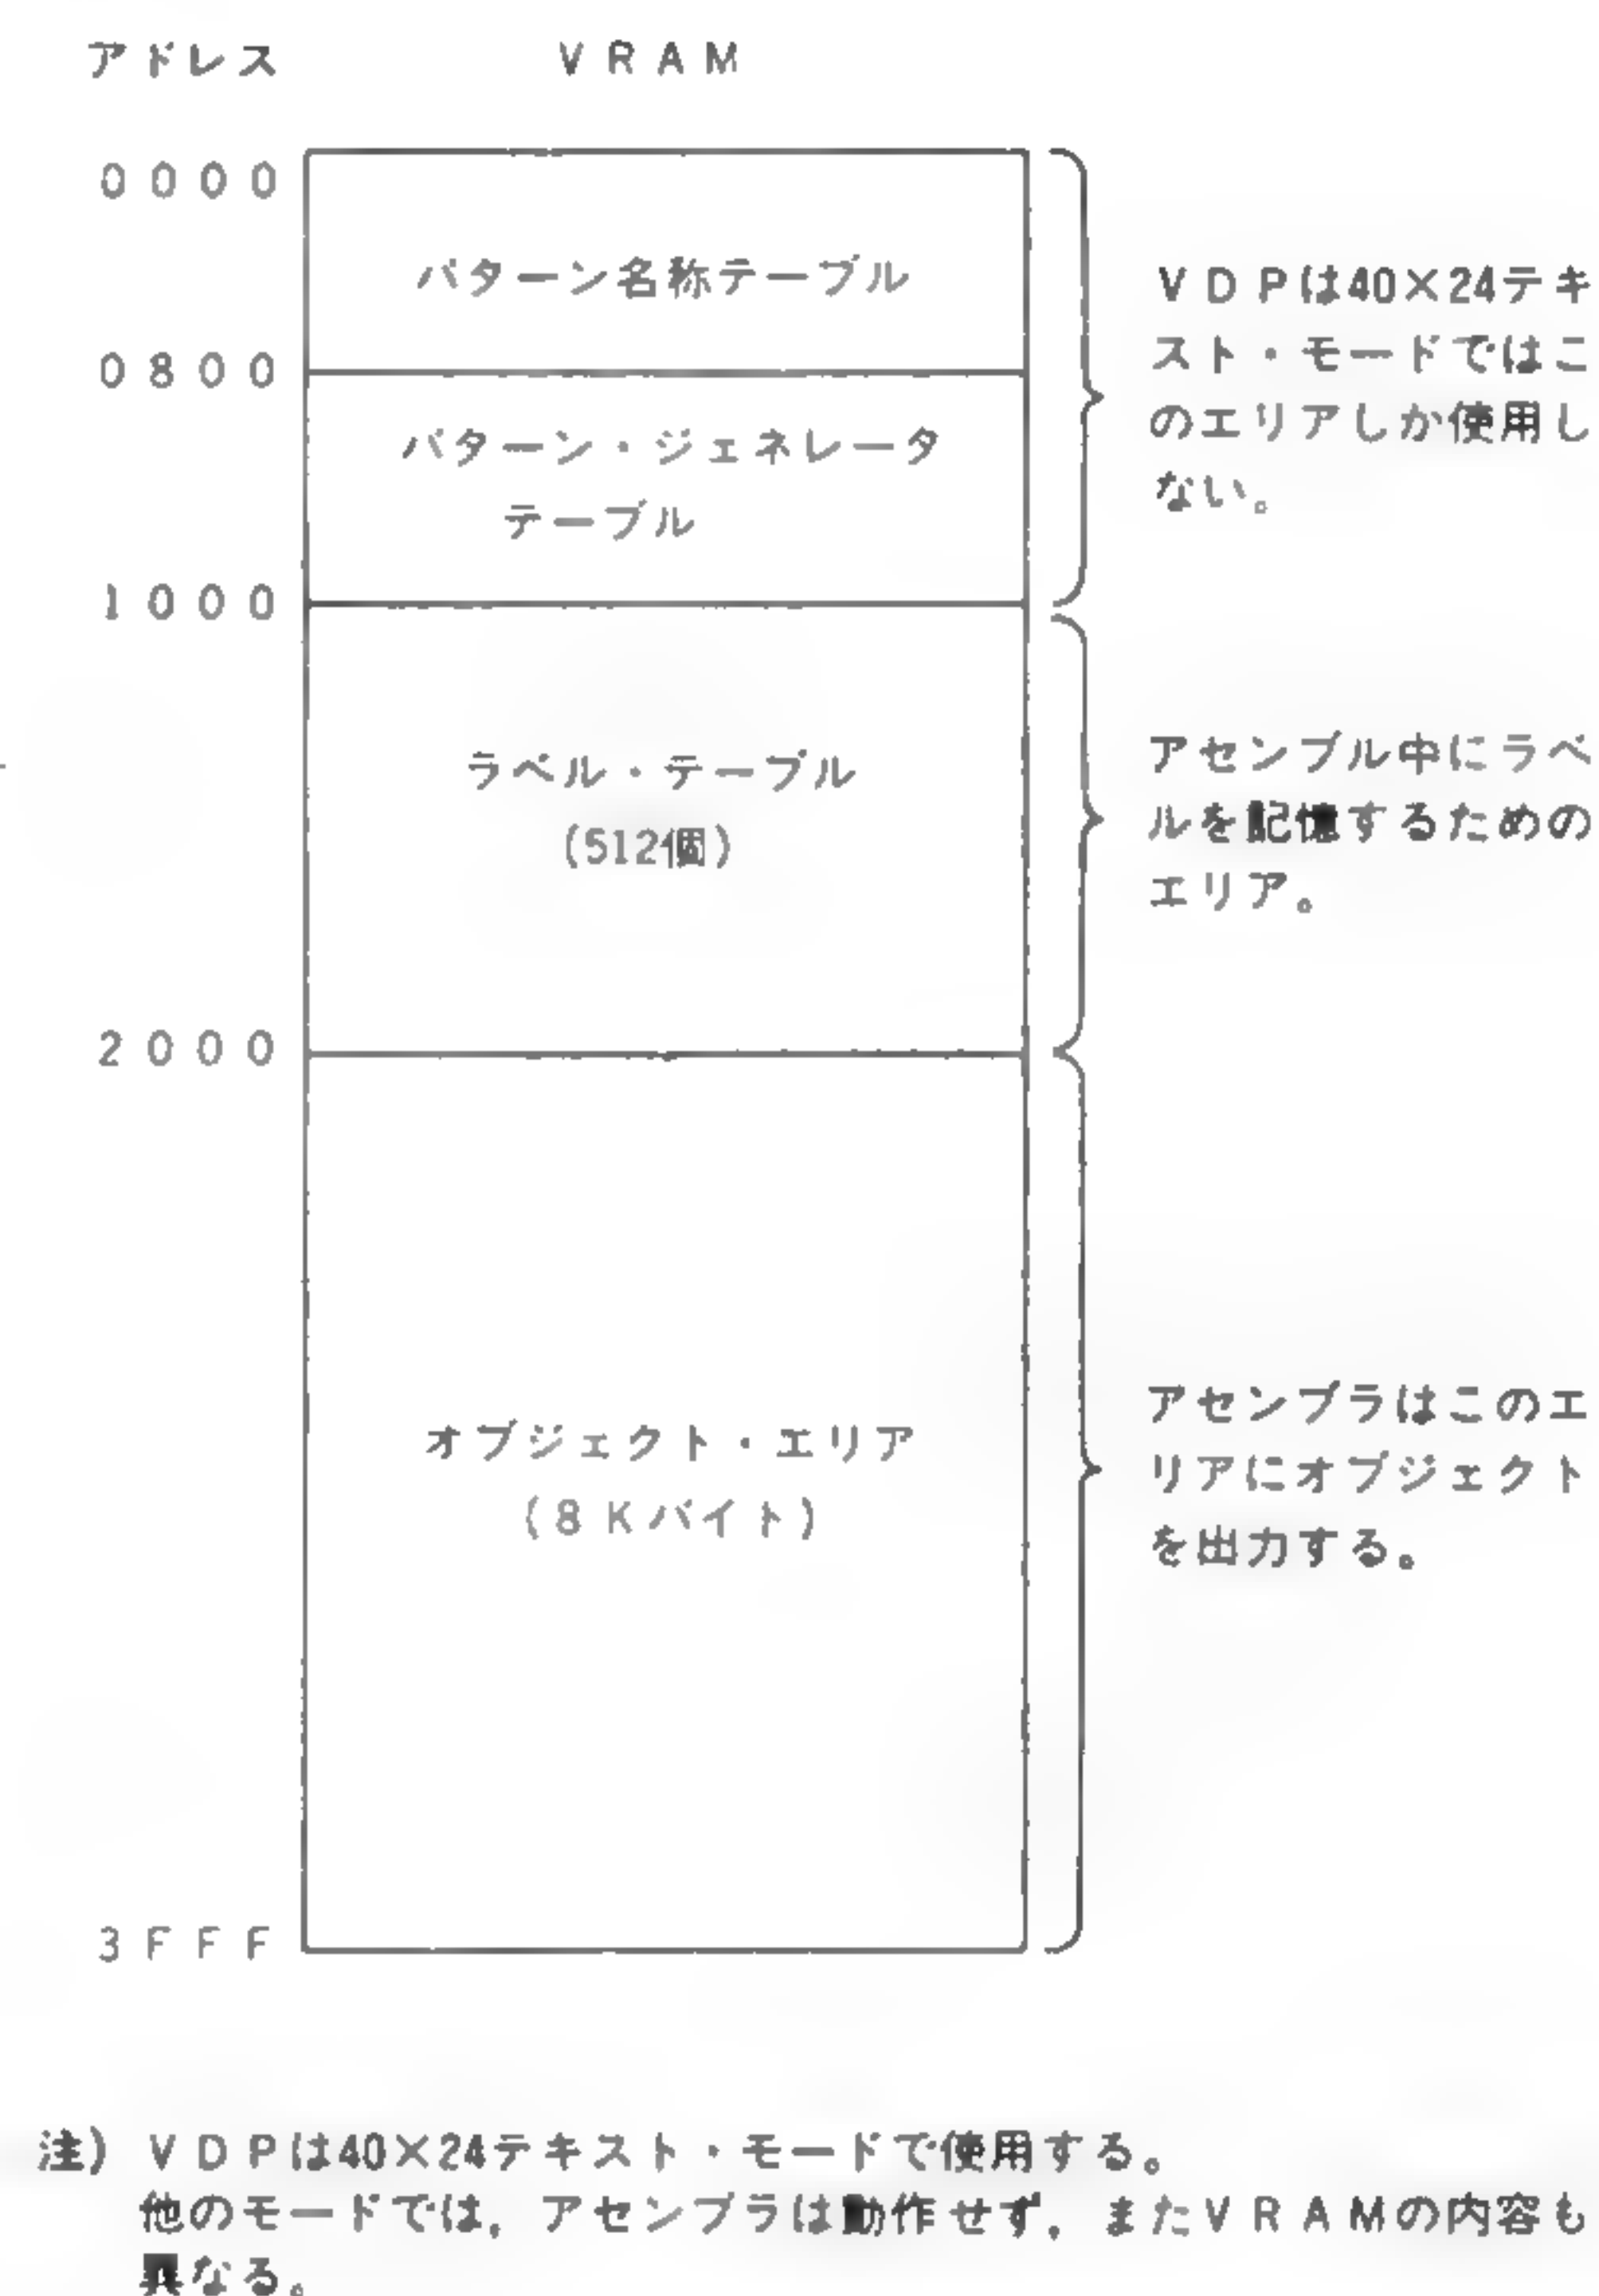 アドレス
VRAM
0000
パターン名称テーブル
VDPは40×24テキ
スト・モードではこ
のエリアしか使用し
ない。
0800
パターン・ジェネレータ
テーブル
1000
ラベル・テーブル
(512個)
アセンブル中にラベ
ルを記憶するための
エリア。
2000
オブジェクト・エリア
(8Kバイト)
アセンブラはこのエ
リアにオブジェクト
を出力する。
3FFF
注) VDPは40×24テキスト・モードで使用する。
他のモードでは,アセンブラは動作せず,またVRAMの内容も
異なる。